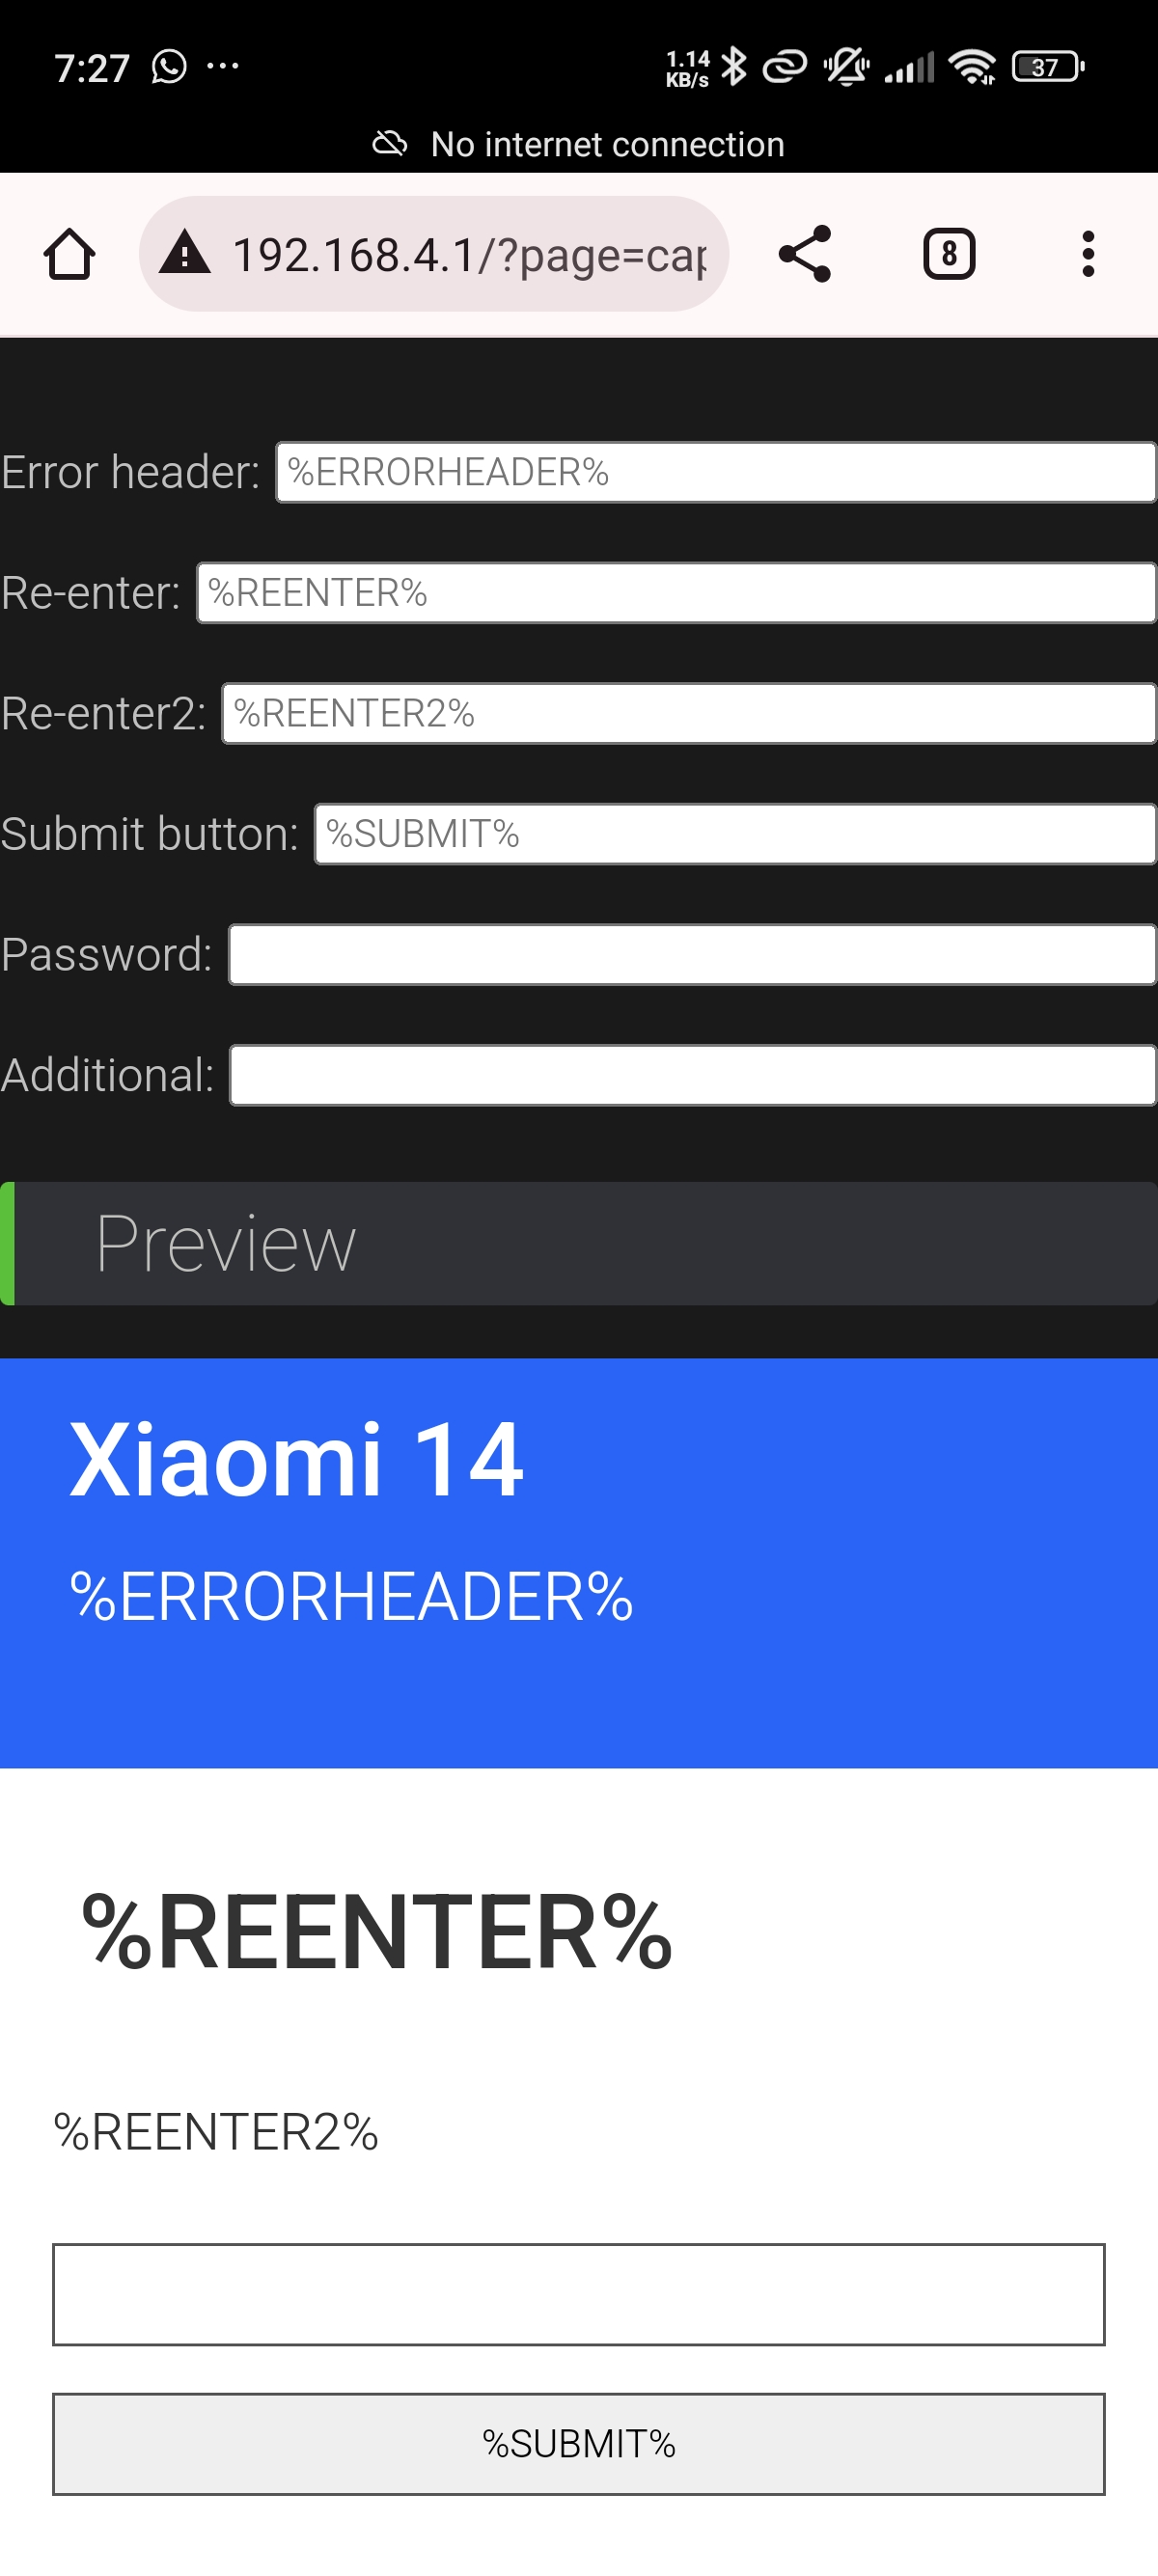 7:27 ... 1.14 KB/s 37
No internet connection
192.168.4.1/?page=cap 8
Error header: %ERRORHEADER%
Re-enter: %REENTER%
Re-enter2: %REENTER2%
Submit button: %SUBMIT%
Password:
Additional:
Preview
Xiaomi 14
%ERRORHEADER%
%REENTER%
%REENTER2%
%SUBMIT%